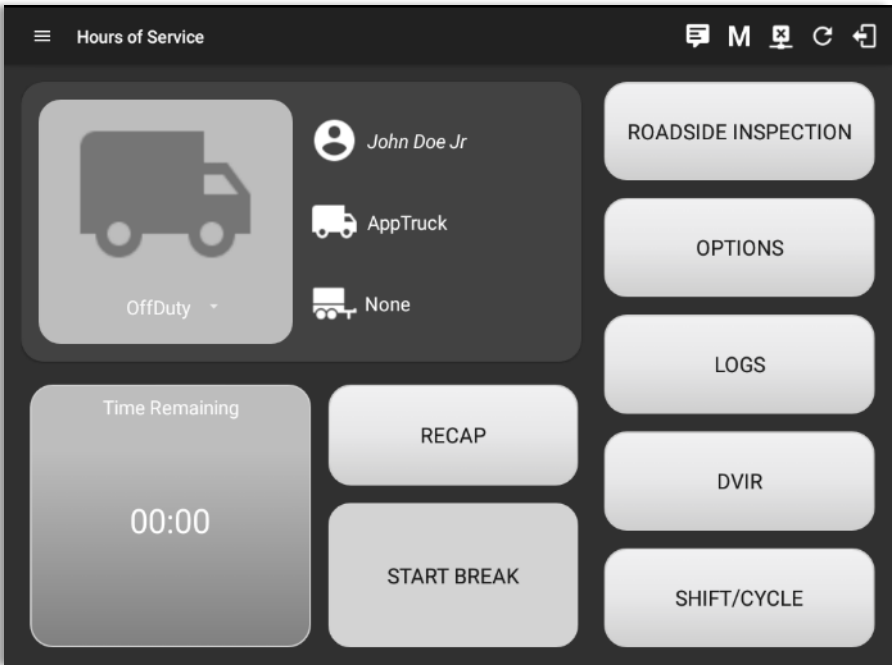 Hours of Service
M
John Doe Jr
AppTruck
None
OffDuty
Time Remaining
00:00
RECAP
START BREAK
ROADSIDE INSPECTION
OPTIONS
LOGS
DVIR
SHIFT/CYCLE